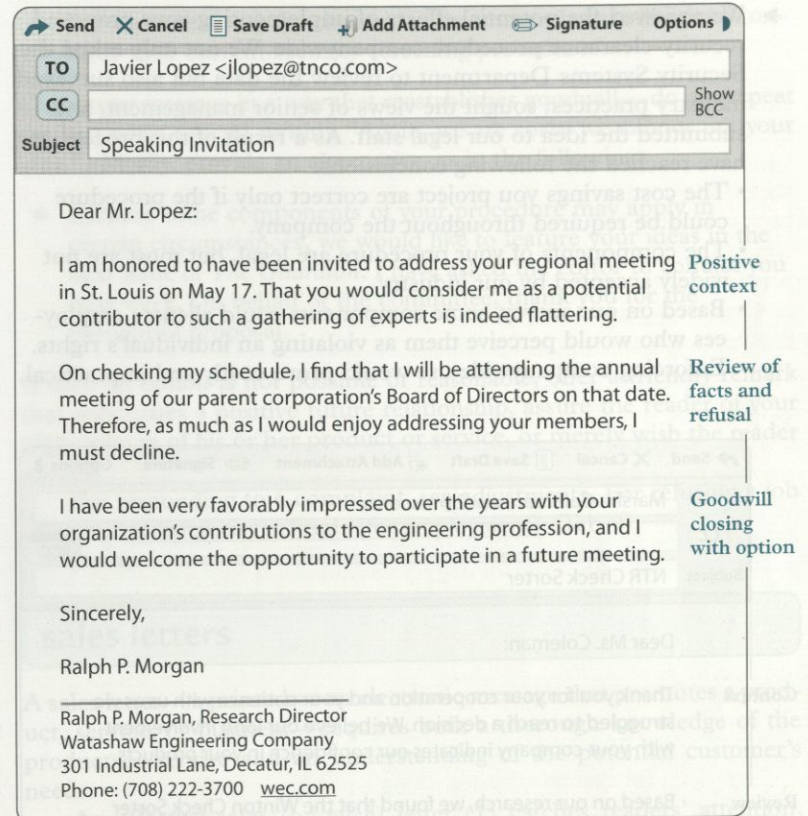 Send Cancel Save Draft Add Attachment Signature Options
TO Javier Lopez <jlopez@tnco.com>
CC
Show
BCC
Subject Speaking Invitation
Dear Mr. Lopez:
I am honored to have been invited to address your regional meeting
in St. Louis on May 17. That you would consider me as a potential
contributor to such a gathering of experts is indeed flattering.
Positive
context
On checking my schedule, I find that I will be attending the annual
meeting of our parent corporation's Board of Directors on that date.
Therefore, as much as I would enjoy addressing your members, I
must decline.
Review of
facts and
refusal
I have been very favorably impressed over the years with your
organization's contributions to the engineering profession, and I
would welcome the opportunity to participate in a future meeting.
Goodwill
closing
with option
Sincerely,
Ralph P. Morgan
Ralph P. Morgan, Research Director
Watashaw Engineering Company
301 Industrial Lane, Decatur, IL 62525
Phone: (708) 222-3700 wec.com